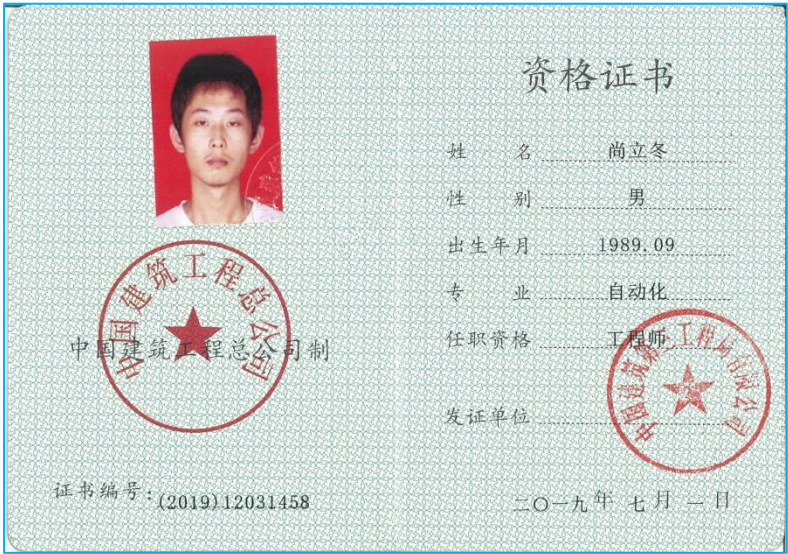 资格证书
姓名 尚立冬
性别 男
出生年月 1989.09
专业 自动化
任职资格 工程师
发证单位
中国建筑工程总公司
中国建筑工程总公司制
证书编号:(2019)12031458
二〇一九年 七月 一日